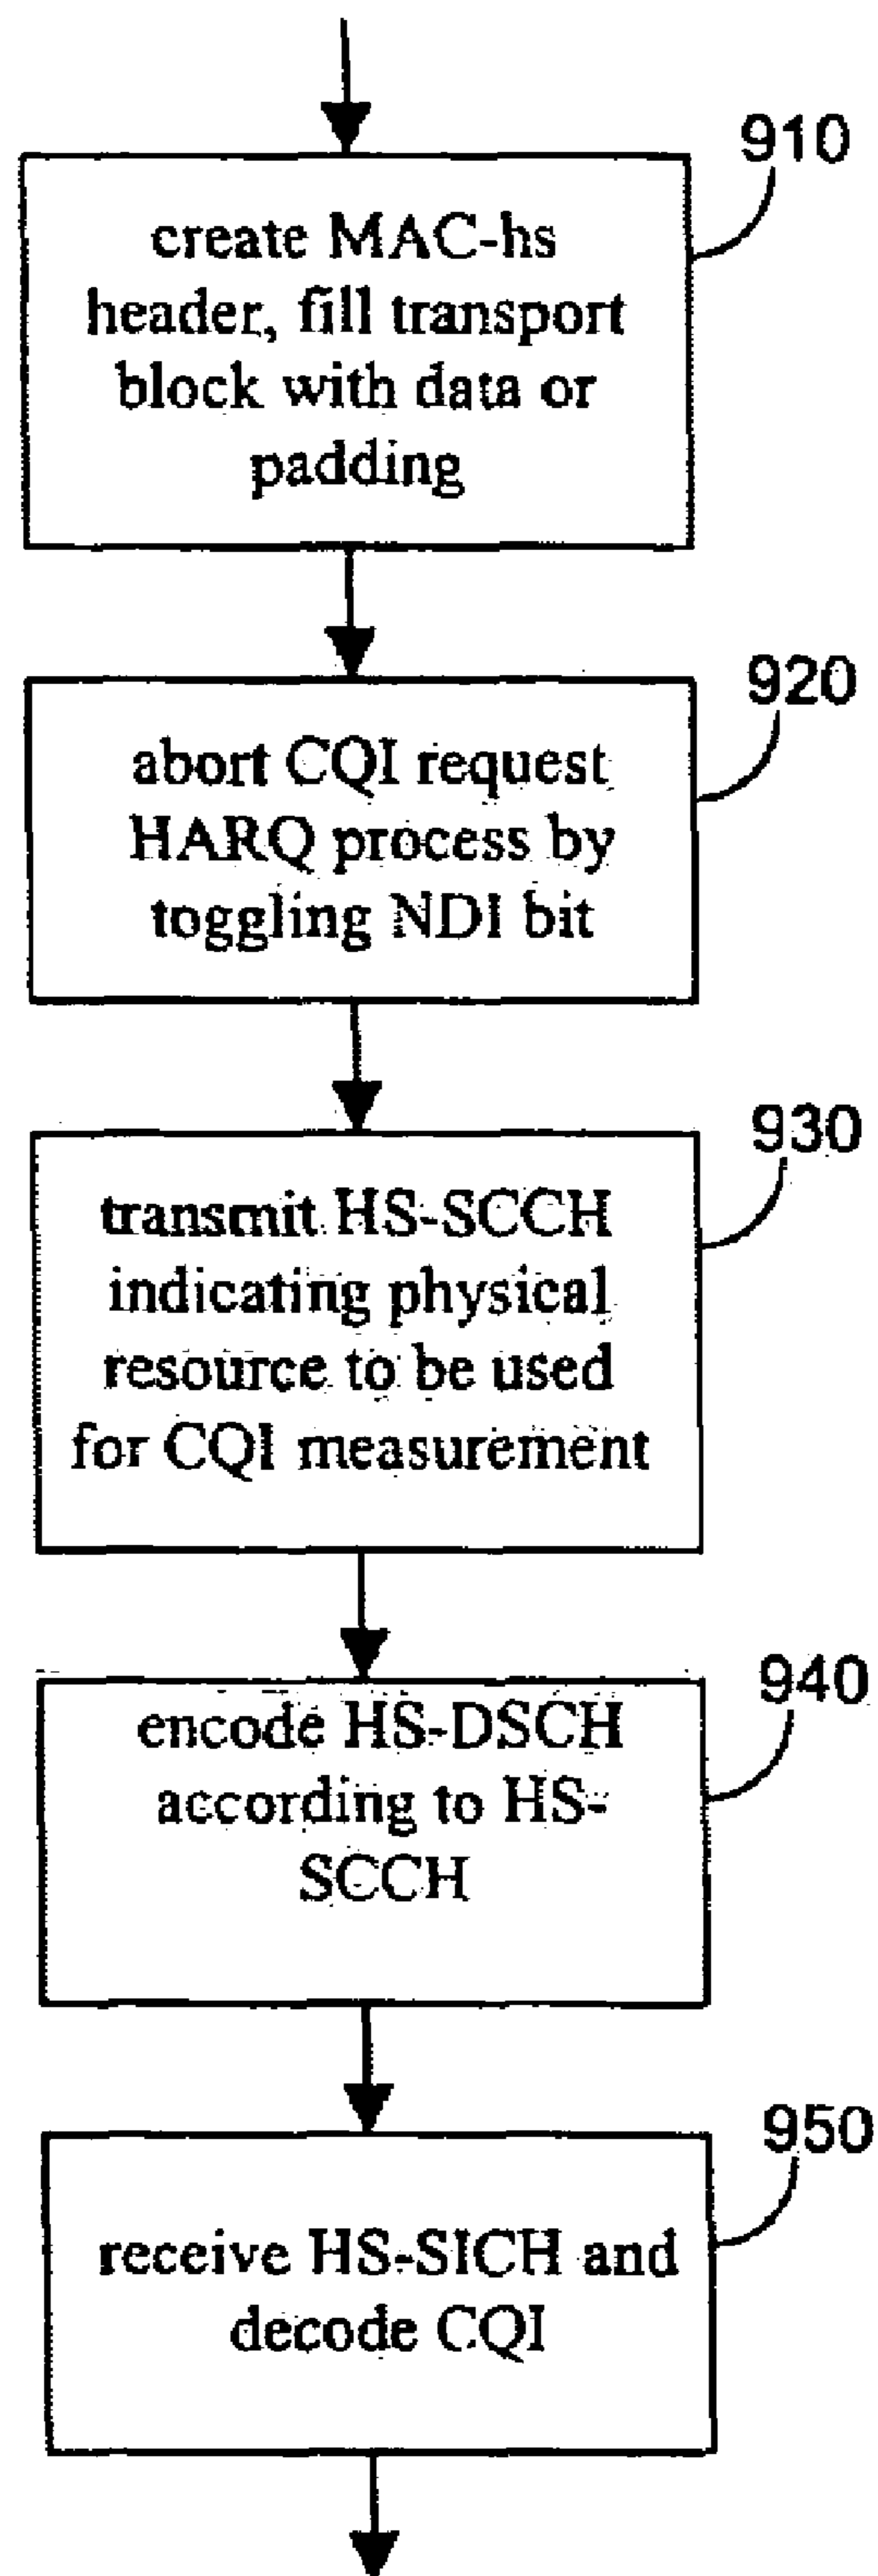 910
create MAC-hs
header, fill transport
block with data or
padding
920
abort CQI request
HARQ process by
toggling NDI bit
930
transmit HS-SCCH
indicating physical
resource to be used
for CQI measurement
940
encode HS-DSCH
according to HS-
SCCH
950
receive HS-SICH and
decode CQI